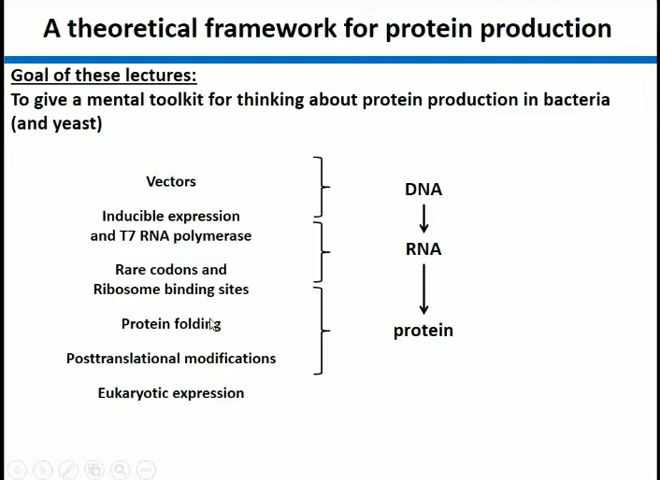 A theoretical framework for protein production
Goal of these lectures:
To give a mental toolkit for thinking about protein production in bacteria
(and yeast)
Vectors
Inducible expression
and T7 RNA polymerase
Rare codons and
Ribosome binding sites
Protein folding
Posttranslational modifications
Eukaryotic expression
DNA
RNA
protein